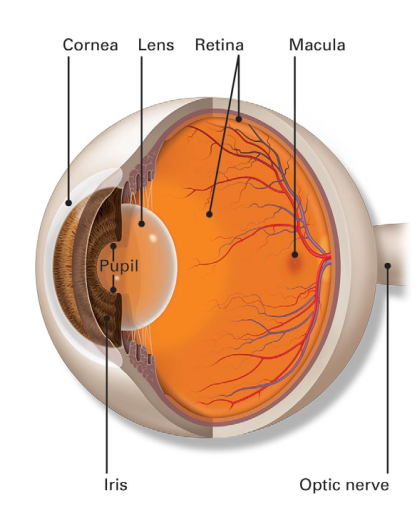 Cornea
Lens
Retina
Macula
Pupil
Iris
Optic nerve